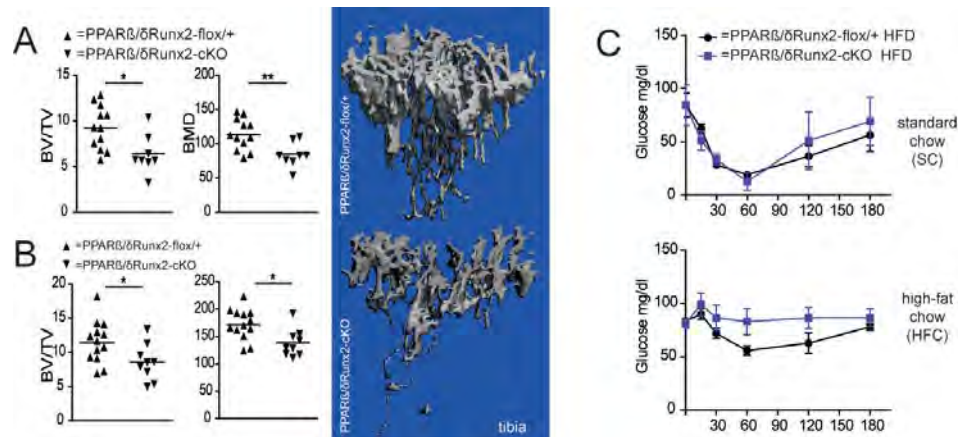 A
▲ =PPARß/δRunx2-flox/+
▼ =PPARß/δRunx2-cKO
BV/TV
15
10
5
0
*
BMD
200
150
100
50
0
**
B
▲ =PPARß/δRunx2-flox/+
▼ =PPARß/δRunx2-cKO
BV/TV
20
15
10
5
0
*
250
200
150
100
50
0
*
PPARß/δRunx2-flox/+
PPARß/δRunx2-cKO
tibia
C
=PPARß/δRunx2-flox/+ HFD
=PPARß/δRunx2-cKO HFD
Glucose mg/dl
150
100
50
0
30 60 90 120 150 180
standard
chow
(SC)
Glucose mg/dl
150
100
50
0
30 60 90 120 150 180
high-fat
chow
(HFC)